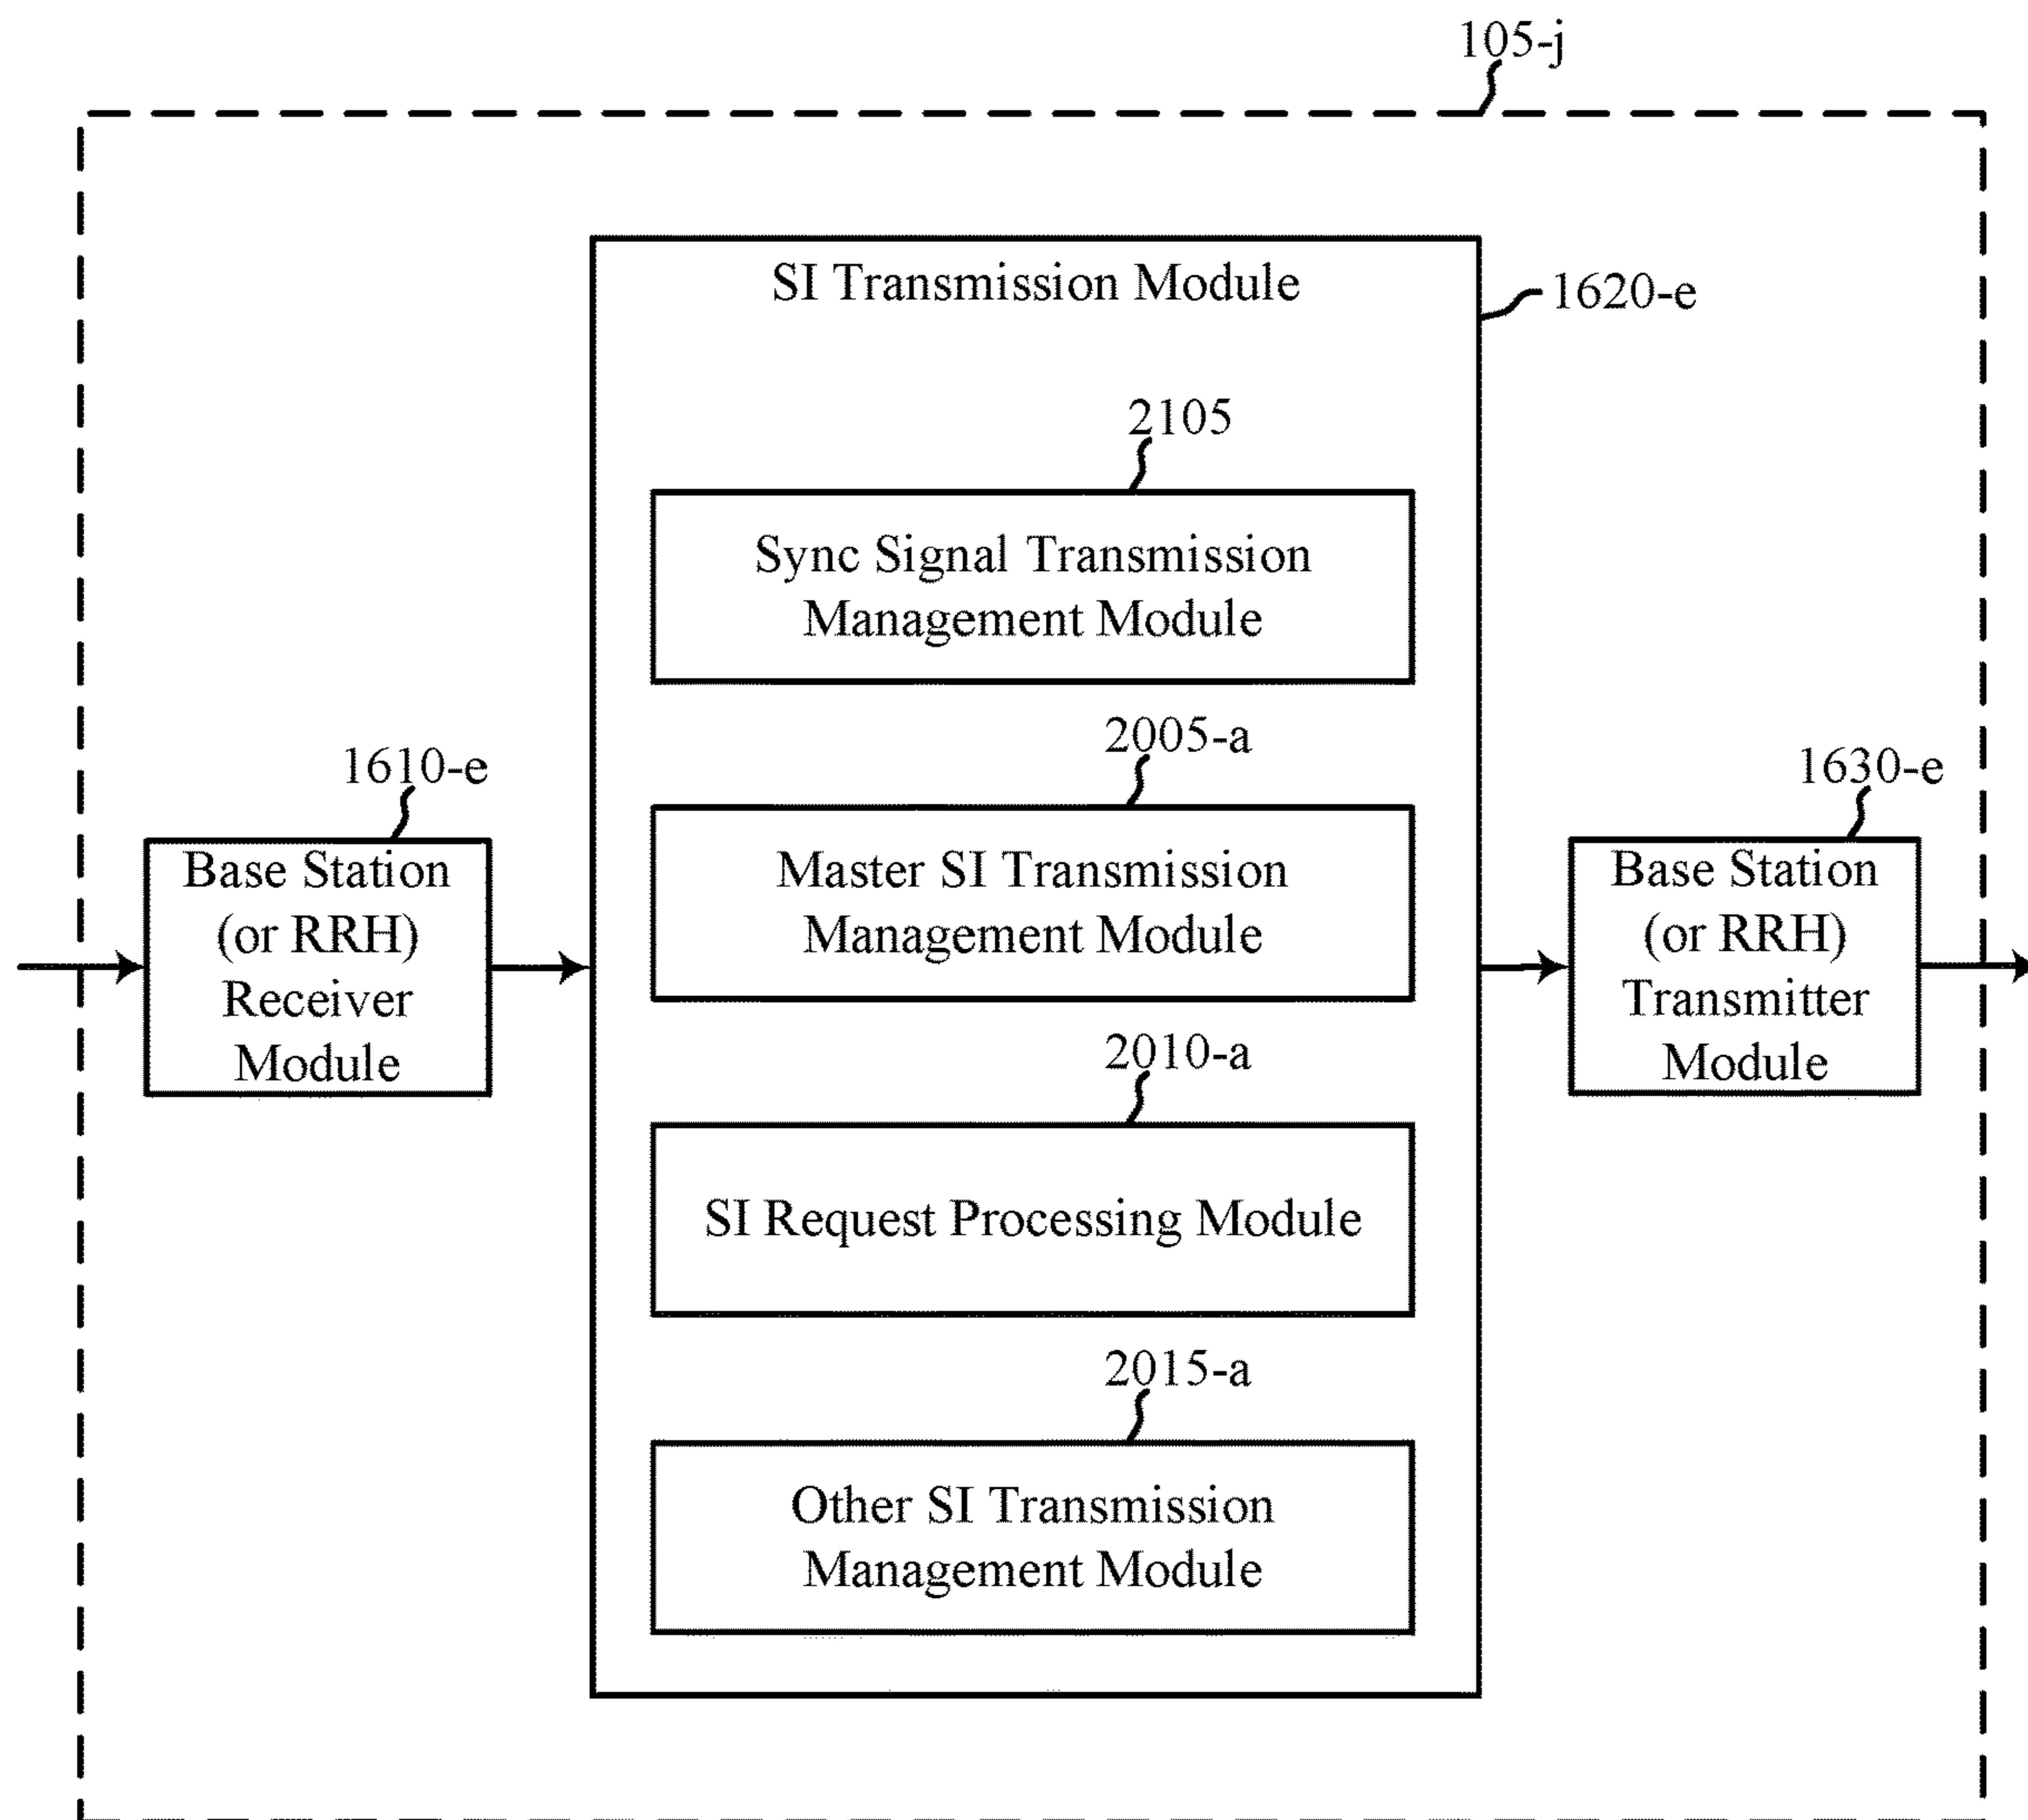 105-j
SI Transmission Module
1620-e
2105
Sync Signal Transmission
Management Module
2005-a
1610-e
1630-e
Base Station
(or RRH)
Receiver
Module
Master SI Transmission
Management Module
Base Station
(or RRH)
Transmitter
Module
2010-a
SI Request Processing Module
2015-a
Other SI Transmission
Management Module